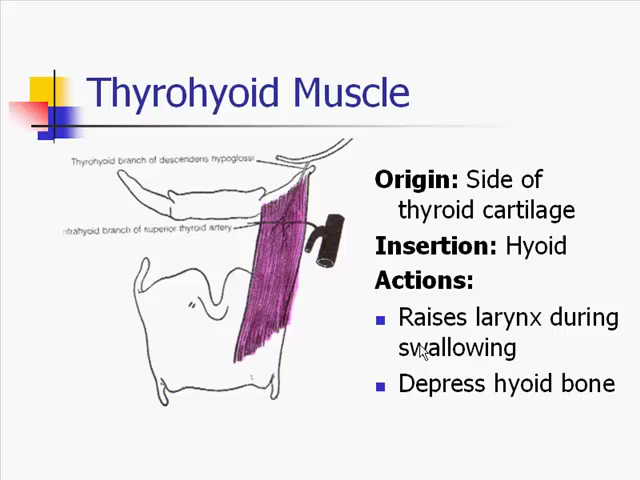 Thyrohyoid Muscle
Thyrohyoid branch of descendens hypoglossi
Origin: Side of
thyroid cartilage
ntrahyoid branch of superior thyroid artery
Insertion: Hyoid
Actions:
Raises larynx during
swallowing
Depress hyoid bone